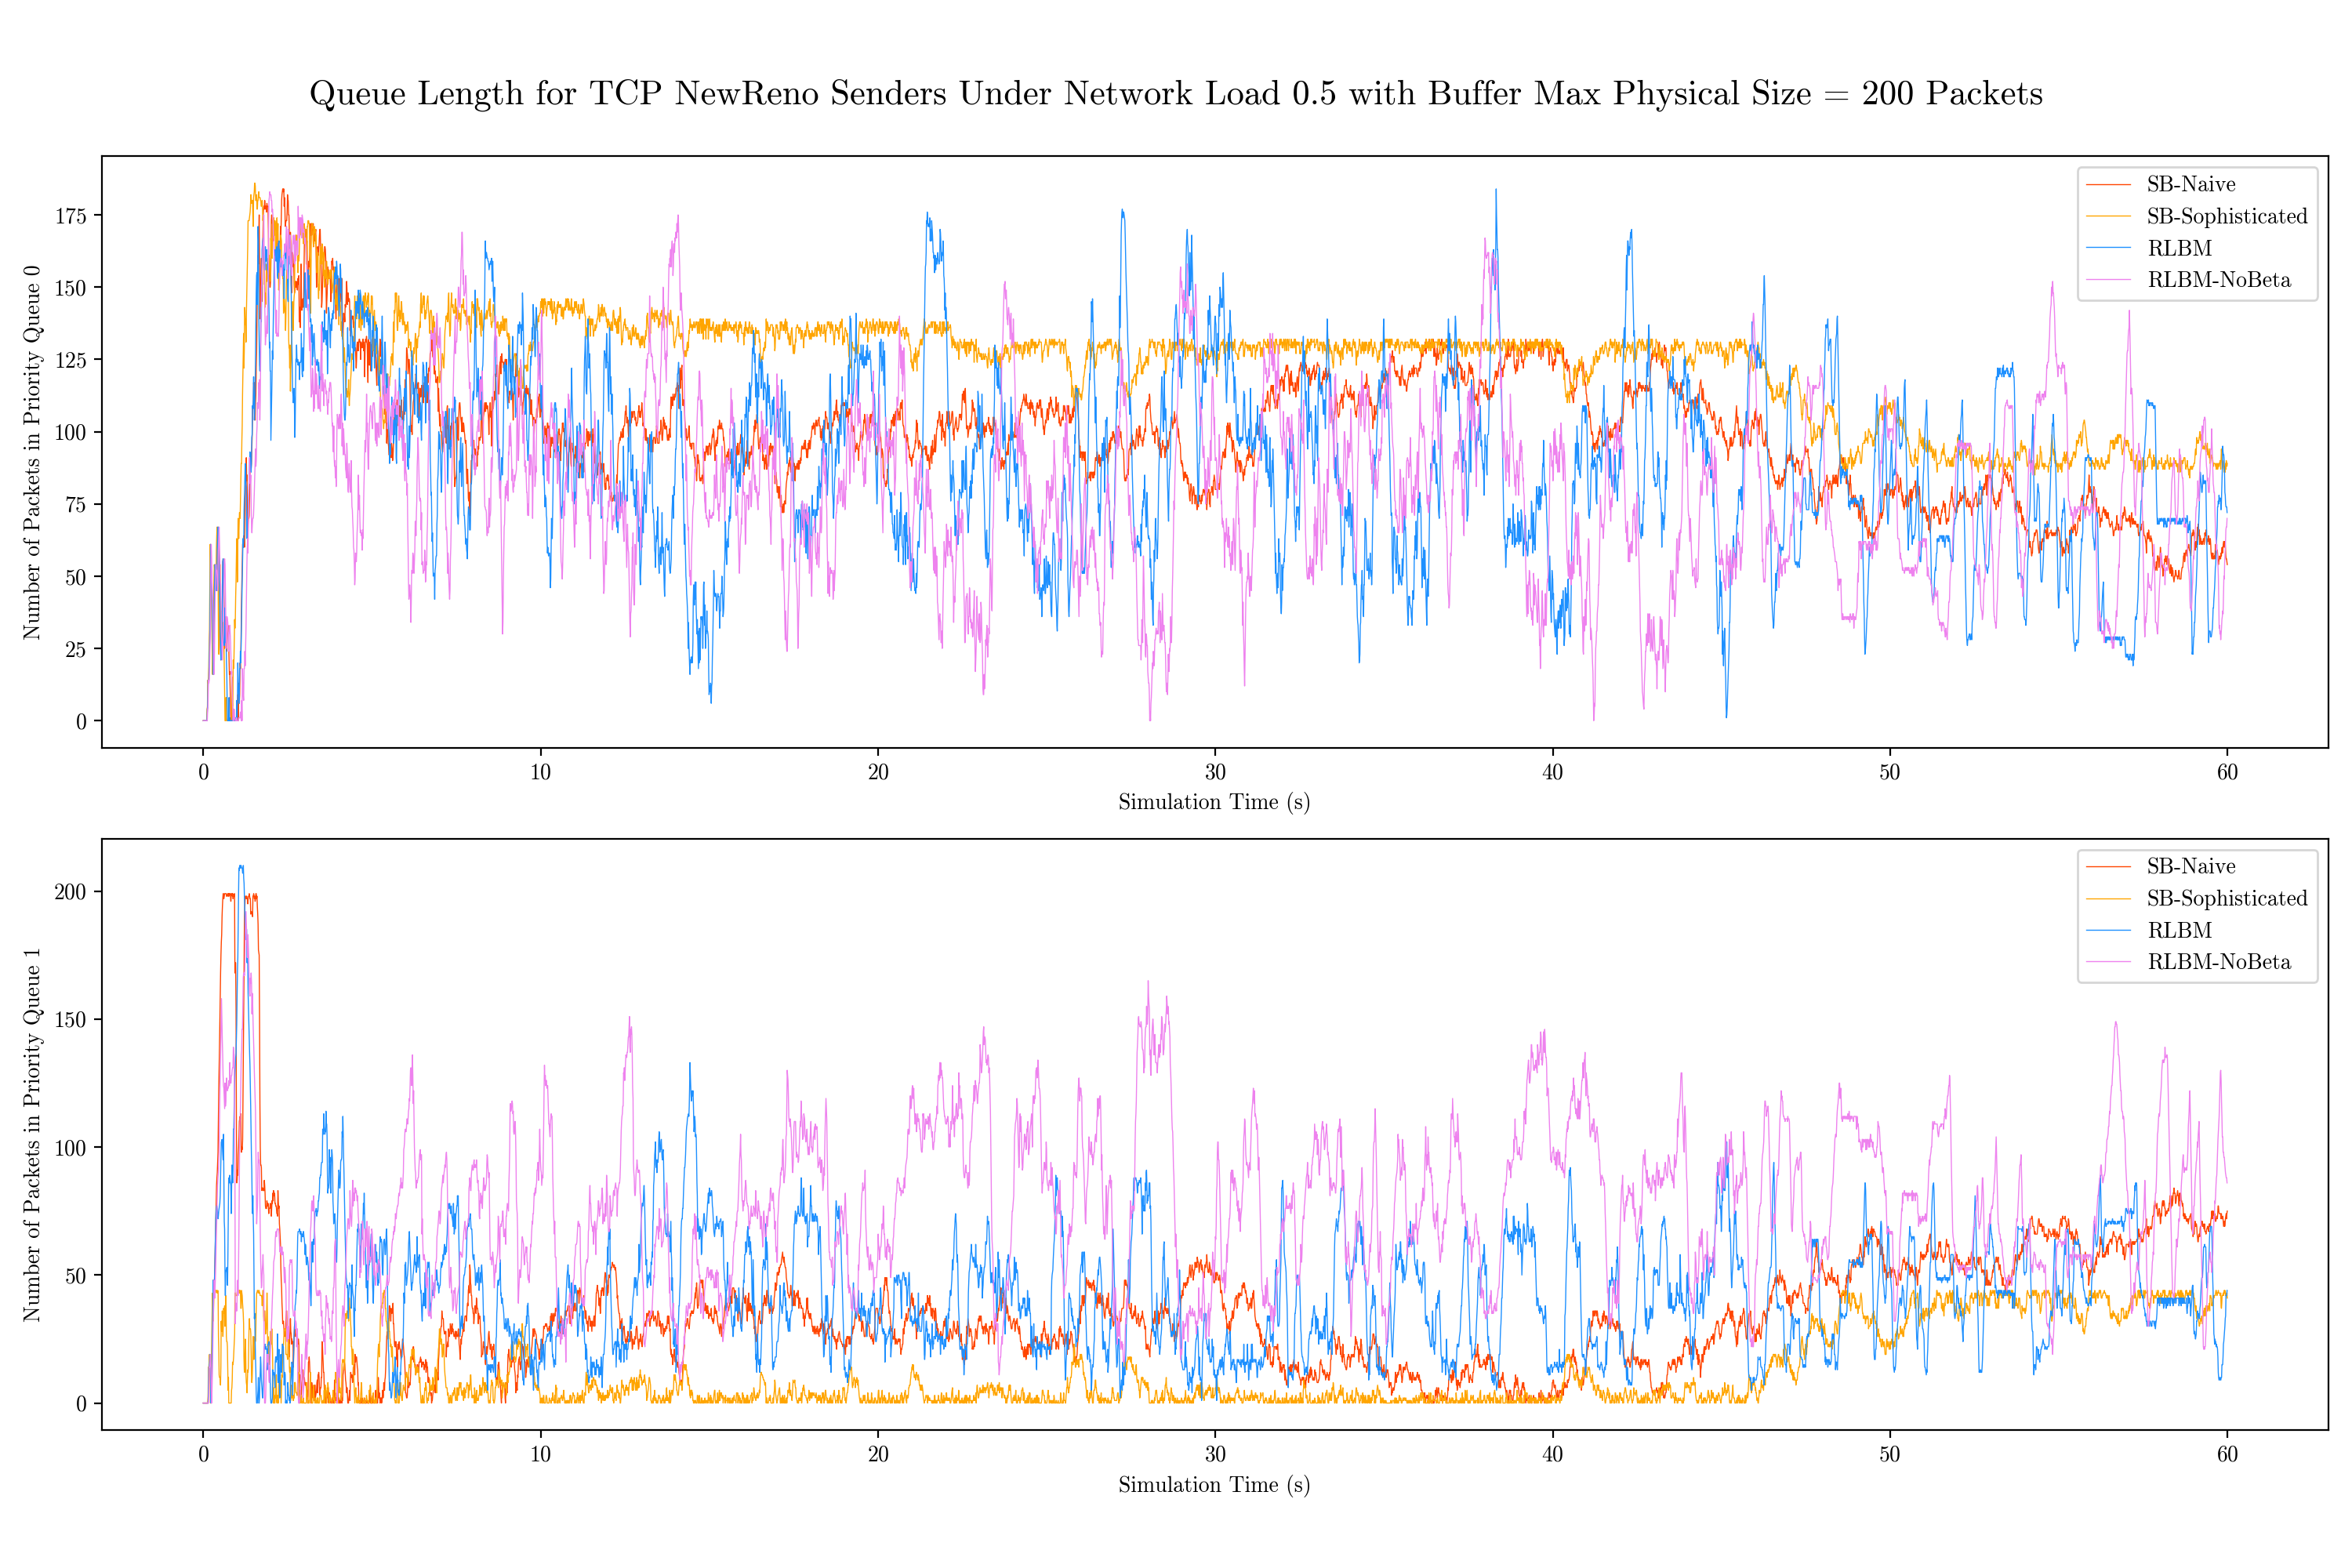 Queue Length for TCP NewReno Senders Under Network Load 0.5 with Buffer Max Physical Size = 200 Packets
SB-Naive
SB-Sophisticated
RLBM
RLBM-NoBeta
Number of Packets in Priority Queue 0
175
150
125
100
75
50
25
0
0 10 20 30 40 50 60
Simulation Time (s)
SB-Naive
SB-Sophisticated
RLBM
RLBM-NoBeta
Number of Packets in Priority Queue 1
200
150
100
50
0
0 10 20 30 40 50 60
Simulation Time (s)